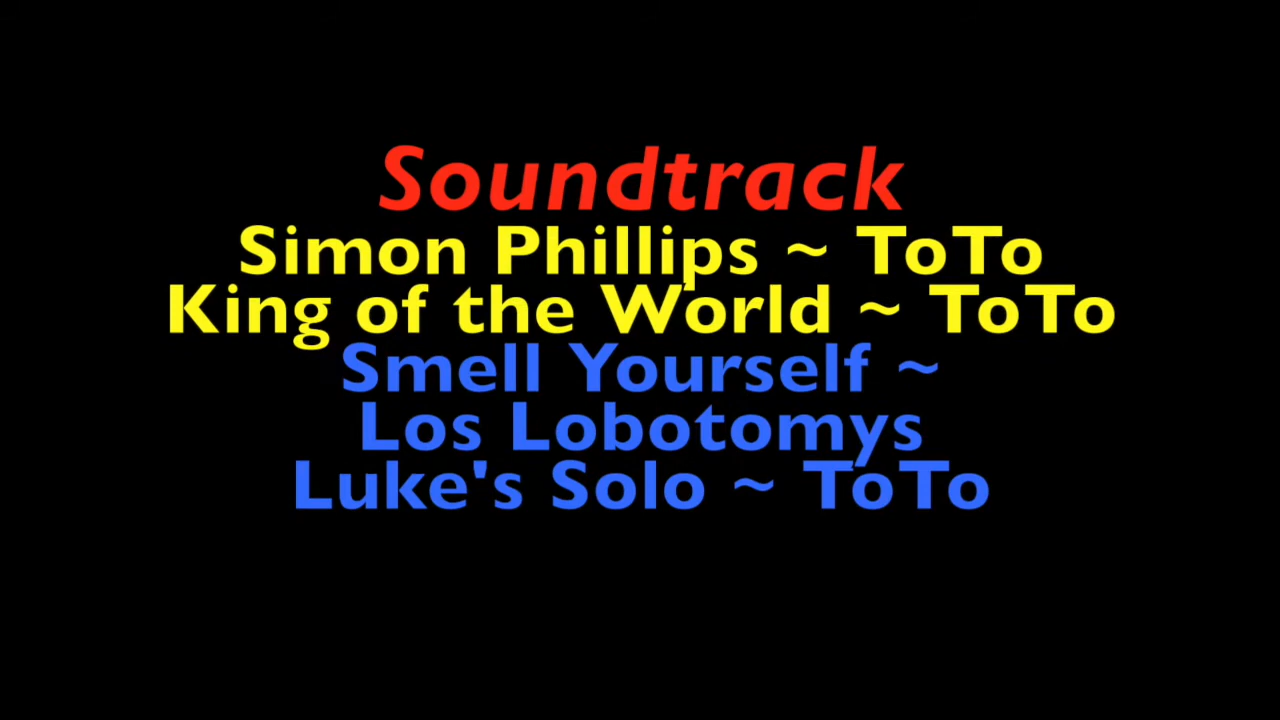 Soundtrack
Simon Phillips ~ ToTo
King of the World ~ ToTo
Smell Yourself ~
Los Lobotomys
Luke's Solo ~ ToTo